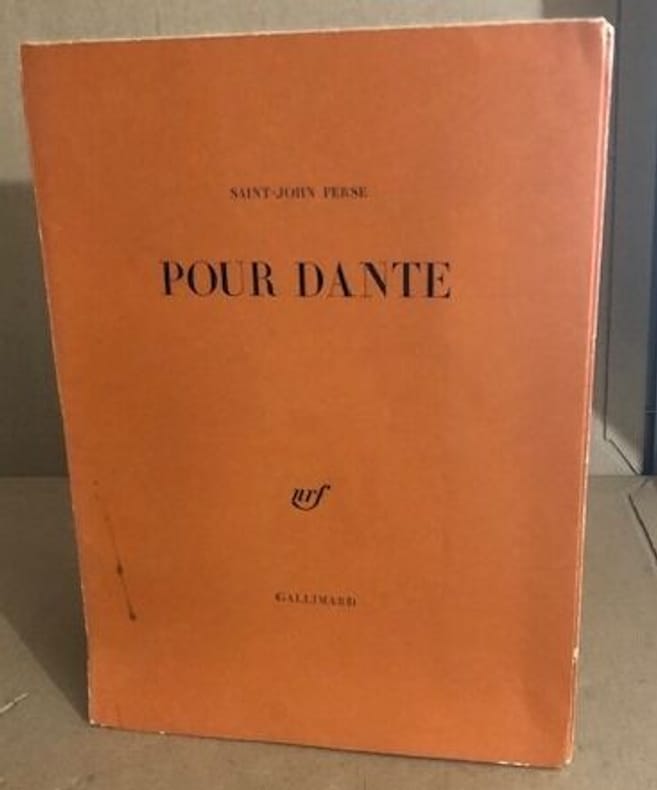 SAINT-JOHN PERSE
POUR DANTE
nrf
GALLIMARD